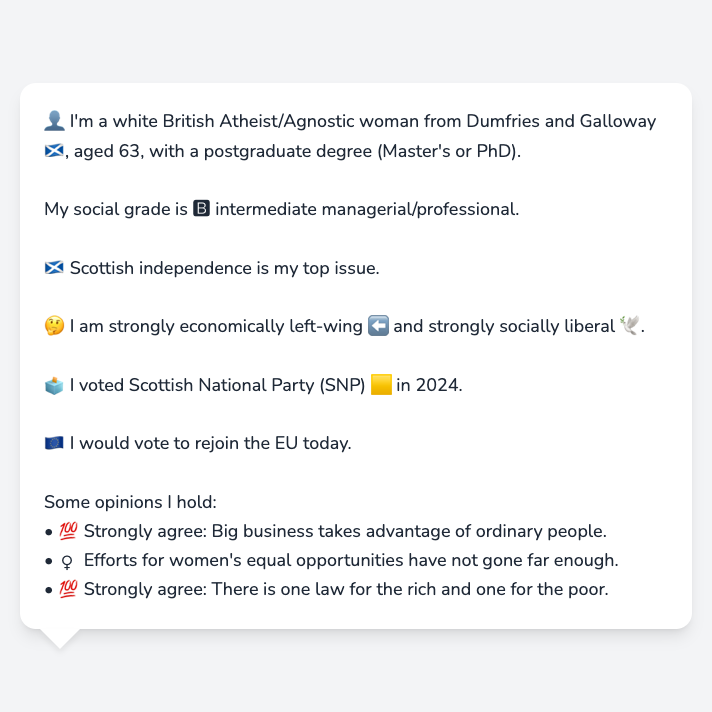 👤 I'm a white British Atheist/Agnostic woman from Dumfries and Galloway
🏴󠁧󠁢󠁳󠁣󠁴󠁿, aged 63, with a postgraduate degree (Master's or PhD).
My social grade is 🅱 intermediate managerial/professional.
🏴󠁧󠁢󠁳󠁣󠁴󠁿 Scottish independence is my top issue.
🤔 I am strongly economically left-wing ⬅️ and strongly socially liberal 🕊️.
🗳️ I voted Scottish National Party (SNP) 🟨 in 2024.
🇪🇺 I would vote to rejoin the EU today.
Some opinions I hold:
• 💯 Strongly agree: Big business takes advantage of ordinary people.
• ♀ Efforts for women's equal opportunities have not gone far enough.
• 💯 Strongly agree: There is one law for the rich and one for the poor.